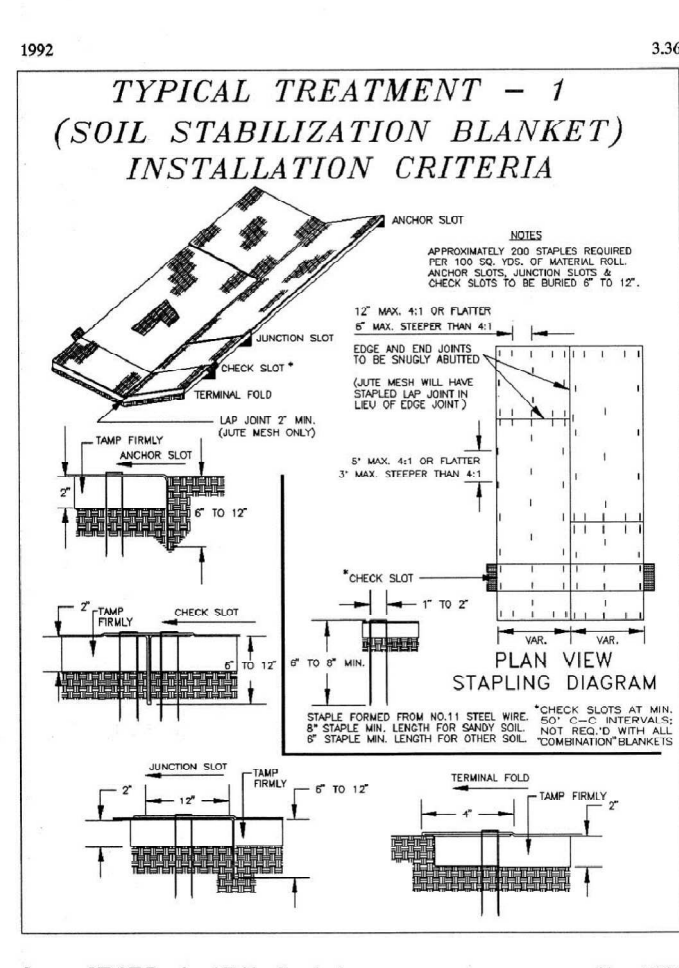 1992
3.36
TYPICAL TREATMENT – 1
(SOIL STABILIZATION BLANKET)
INSTALLATION CRITERIA
ANCHOR SLOT
JUNCTION SLOT
CHECK SLOT *
TERMINAL FOLD
LAP JOINT 2" MIN.
(JUTE MESH ONLY)
NOTES
APPROXIMATELY 200 STAPLES REQUIRED
PER 100 SQ. YDS. OF MATERIAL ROLL.
ANCHOR SLOTS, JUNCTION SLOTS &
CHECK SLOTS TO BE BURIED 6" TO 12".
12" MAX. 4:1 OR FLATTER
6" MAX. STEEPER THAN 4:1
EDGE AND END JOINTS
TO BE SNUGLY ABUTTED
(JUTE MESH WILL HAVE
STAPLED LAP JOINT IN
LIEU OF EDGE JOINT)
5' MAX. 4:1 OR FLATTER
3' MAX. STEEPER THAN 4:1
*CHECK SLOT
VAR.
VAR.
PLAN VIEW
STAPLING DIAGRAM
*CHECK SLOTS AT MIN.
50' C-C INTERVALS;
NOT REQ.'D WITH ALL
"COMBINATION" BLANKETS
TAMP FIRMLY
ANCHOR SLOT
2"
6" TO 12"
2"
TAMP
FIRMLY
CHECK SLOT
6" TO 12"
1" TO 2"
6" TO 8" MIN.
STAPLE FORMED FROM NO.11 STEEL WIRE.
8" STAPLE MIN. LENGTH FOR SANDY SOIL.
6" STAPLE MIN. LENGTH FOR OTHER SOIL.
JUNCTION SLOT
2"
12"
TAMP
FIRMLY
6" TO 12"
TERMINAL FOLD
4"
TAMP FIRMLY
2"